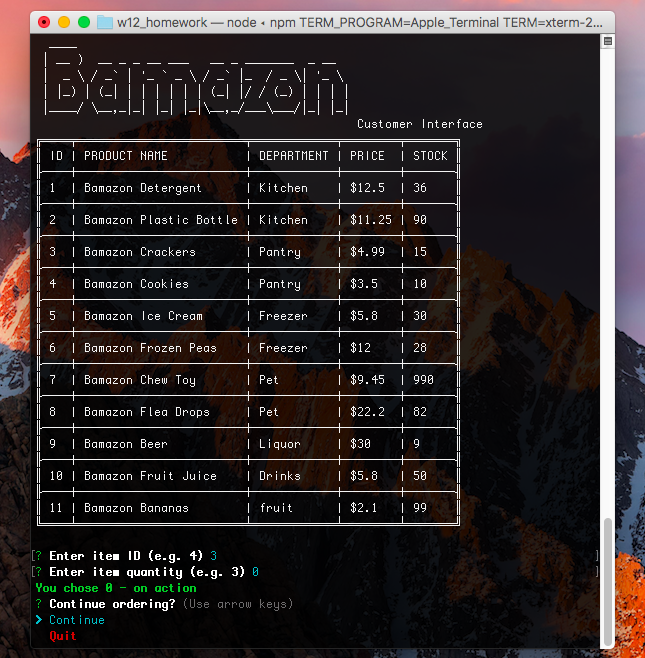 w12_homework — node ◂ npm TERM_PROGRAM=Apple_Terminal TERM=xterm-2...
Bamazon
Customer Interface
ID | PRODUCT NAME | DEPARTMENT | PRICE | STOCK
1 | Bamazon Detergent | Kitchen | $12.5 | 36
2 | Bamazon Plastic Bottle | Kitchen | $11.25 | 90
3 | Bamazon Crackers | Pantry | $4.99 | 15
4 | Bamazon Cookies | Pantry | $3.5 | 10
5 | Bamazon Ice Cream | Freezer | $5.8 | 30
6 | Bamazon Frozen Peas | Freezer | $12 | 28
7 | Bamazon Chew Toy | Pet | $9.45 | 990
8 | Bamazon Flea Drops | Pet | $22.2 | 82
9 | Bamazon Beer | Liquor | $30 | 9
10 | Bamazon Fruit Juice | Drinks | $5.8 | 50
11 | Bamazon Bananas | fruit | $2.1 | 99
[? Enter item ID (e.g. 4) 3 ]
[? Enter item quantity (e.g. 3) 0 ]
You chose 0 - on action
? Continue ordering? (Use arrow keys)
❯ Continue
Quit